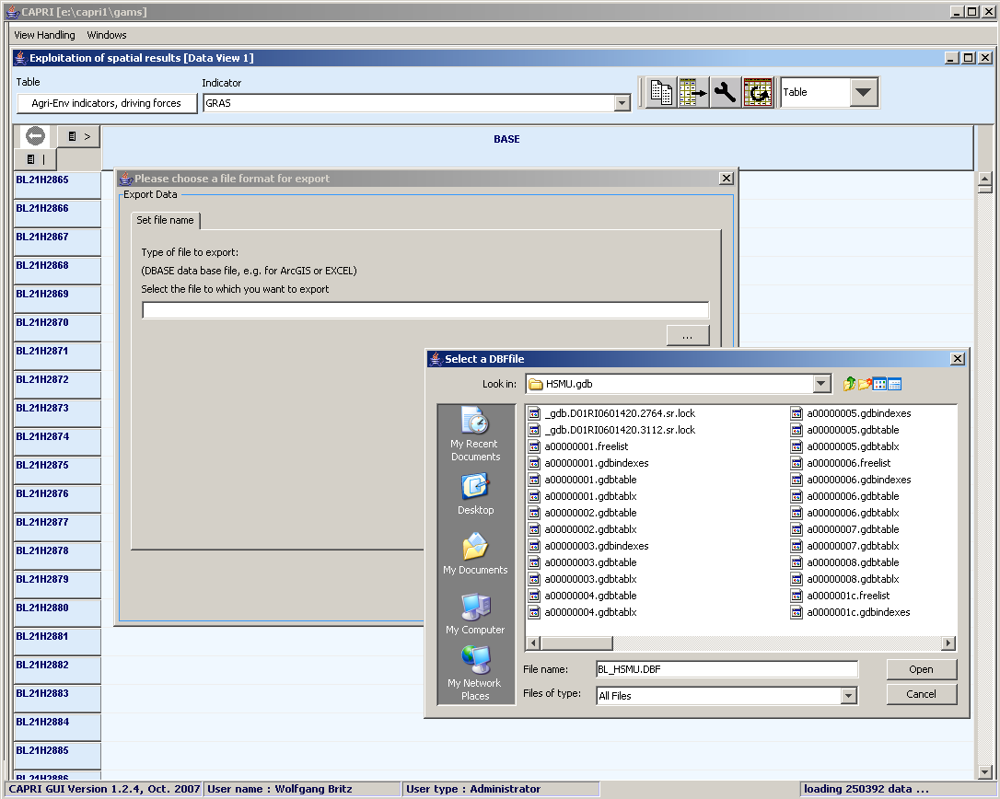 CAPRI [e:\capri1\gams]
View Handling Windows
Exploitation of spatial results [Data View 1]
Table
Indicator
Agri-Env indicators, driving forces
GRAS
Table
>
BASE
|
BL21H2865
BL21H2866
BL21H2867
BL21H2868
BL21H2869
BL21H2870
BL21H2871
BL21H2872
BL21H2873
BL21H2874
BL21H2875
BL21H2876
BL21H2877
BL21H2878
BL21H2879
BL21H2880
BL21H2881
BL21H2882
BL21H2883
BL21H2884
BL21H2885
BL21H2886
Please choose a file format for export
Export Data
Set file name
Type of file to export:
(DBASE data base file, e.g. for ArcGIS or EXCEL)
Select the file to which you want to export
...
Select a DBFfile
Look in:
HSMU.gdb
My Recent
Documents
Desktop
My Documents
My Computer
My Network
Places
_gdb.D01RI0601420.2764.sr.lock
_gdb.D01RI0601420.3112.sr.lock
a00000001.freelist
a00000001.gdbindexes
a00000001.gdbtable
a00000001.gdbtablx
a00000002.gdbtable
a00000002.gdbtablx
a00000003.gdbindexes
a00000003.gdbtable
a00000003.gdbtablx
a00000004.gdbtable
a00000004.gdbtablx
a00000005.gdbindexes
a00000005.gdbtable
a00000005.gdbtablx
a00000006.freelist
a00000006.gdbindexes
a00000006.gdbtable
a00000006.gdbtablx
a00000007.gdbtable
a00000007.gdbtablx
a00000008.gdbtable
a00000008.gdbtablx
a0000001c.freelist
a0000001c.gdbindexes
File name:
BL_HSMU.DBF
Open
Files of type:
All Files
Cancel
CAPRI GUI Version 1.2.4, Oct. 2007
User name : Wolfgang Britz
User type : Administrator
loading 250392 data ...